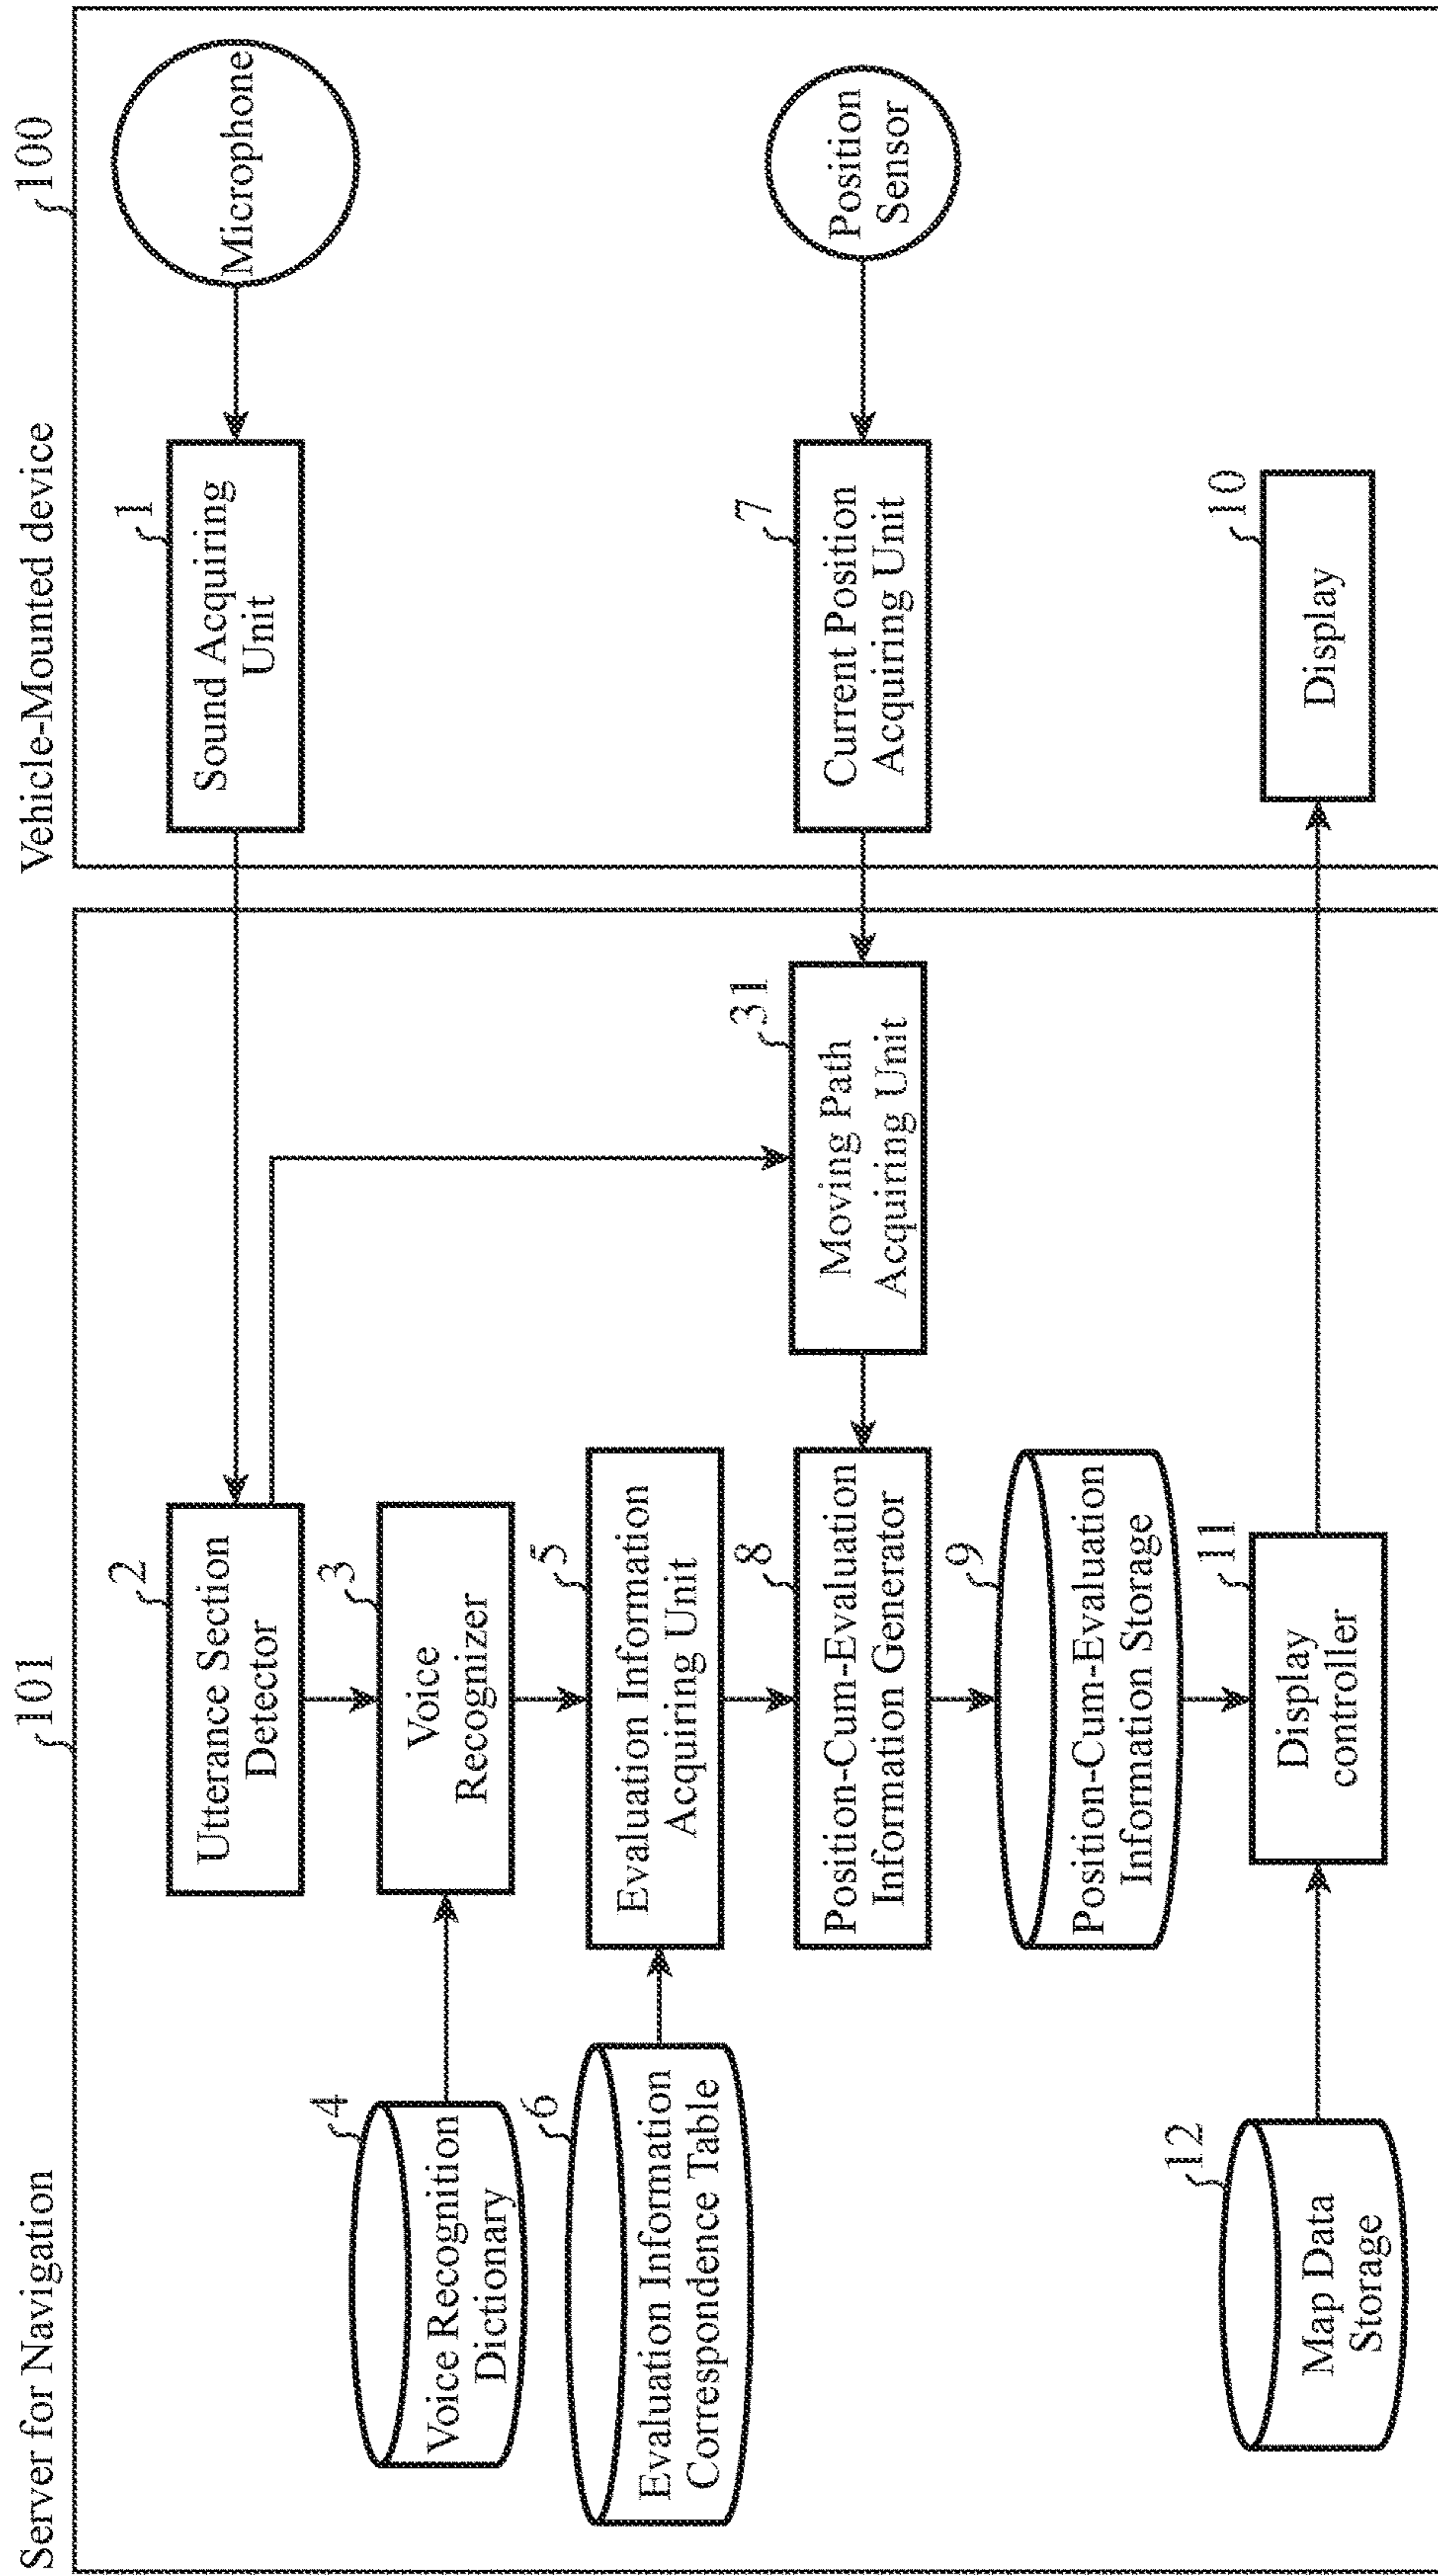 Server for Navigation
101
Vehicle-Mounted device
100
2
Utterance Section
Detector
1
Sound Acquiring
Unit
Microphone
4
Voice Recognition
Dictionary
3
Voice
Recognizer
6
Evaluation Information
Correspondence Table
5
Evaluation Information
Acquiring Unit
8
Position-Cum-Evaluation
Information Generator
31
Moving Path
Acquiring Unit
7
Current Position
Acquiring Unit
Position
Sensor
9
Position-Cum-Evaluation
Information Storage
12
Map Data
Storage
11
Display
controller
10
Display